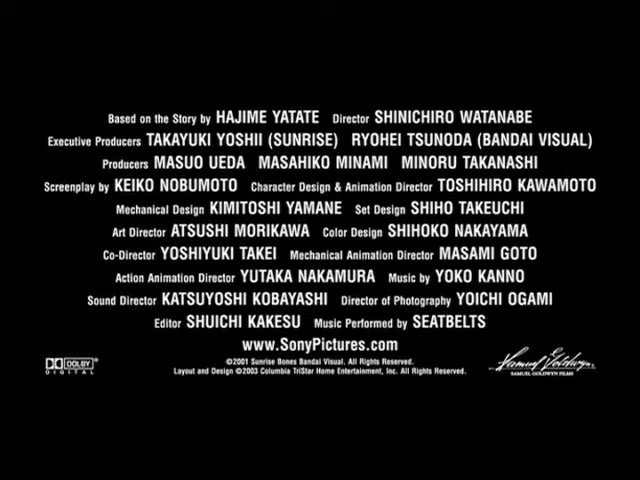 Based on the Story by HAJIME YATATE Director SHINICHIRO WATANABE
Executive Producers TAKAYUKI YOSHII (SUNRISE) RYOHEI TSUNODA (BANDAI VISUAL)
Producers MASUO UEDA MASAHIKO MINAMI MINORU TAKANASHI
Screenplay by KEIKO NOBUMOTO Character Design & Animation Director TOSHIHIRO KAWAMOTO
Mechanical Design KIMITOSHI YAMANE Set Design SHIHO TAKEUCHI
Art Director ATSUSHI MORIKAWA Color Design SHIHOKO NAKAYAMA
Co-Director YOSHIYUKI TAKEI Mechanical Animation Director MASAMI GOTO
Action Animation Director YUTAKA NAKAMURA Music by YOKO KANNO
Sound Director KATSUYOSHI KOBAYASHI Director of Photography YOICHI OGAMI
Editor SHUICHI KAKESU Music Performed by SEATBELTS
www.SonyPictures.com
©2001 Sunrise Bones Bandai Visual. All Rights Reserved.
Layout and Design ©2003 Columbia TriStar Home Entertainment, Inc. All Rights Reserved.
DOLBY®
DIGITAL
Samuel Goldwyn
SAMUEL GOLDWYN FILMS